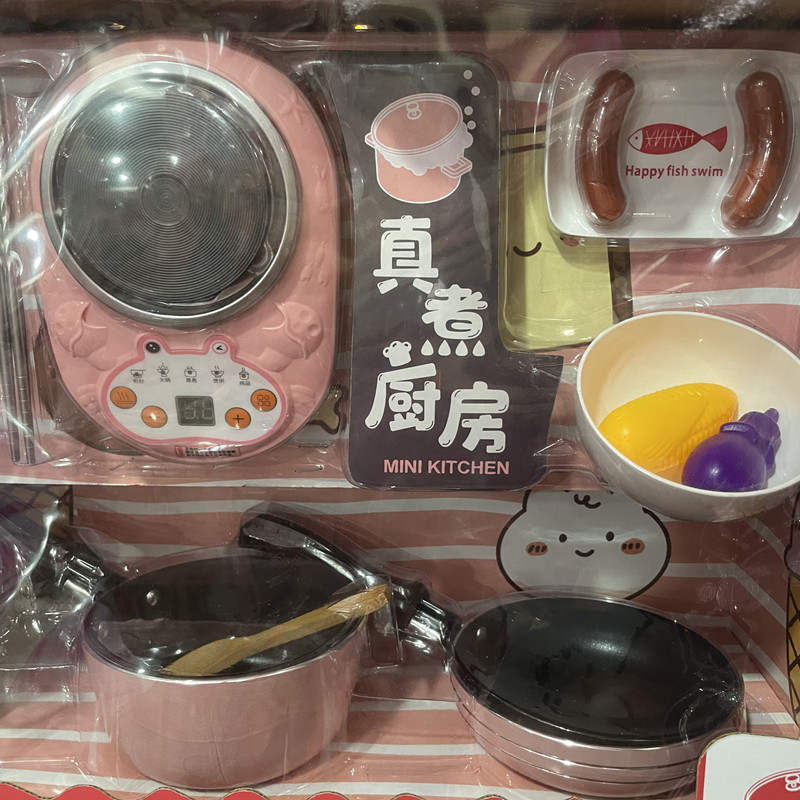 Happy fish swim
真
煮
厨
房
MINI KITCHEN